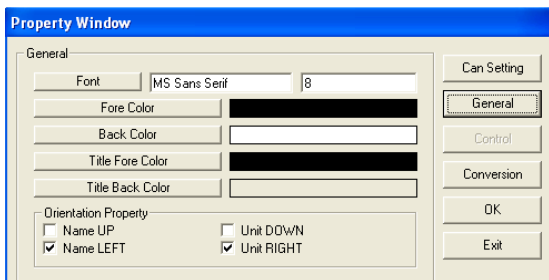 Property Window
General
Font MS Sans Serif 8
Fore Color
Back Color
Title Fore Color
Title Back Color
Orientation Property
Name UP Unit DOWN
Name LEFT Unit RIGHT
Can Setting
General
Control
Conversion
OK
Exit